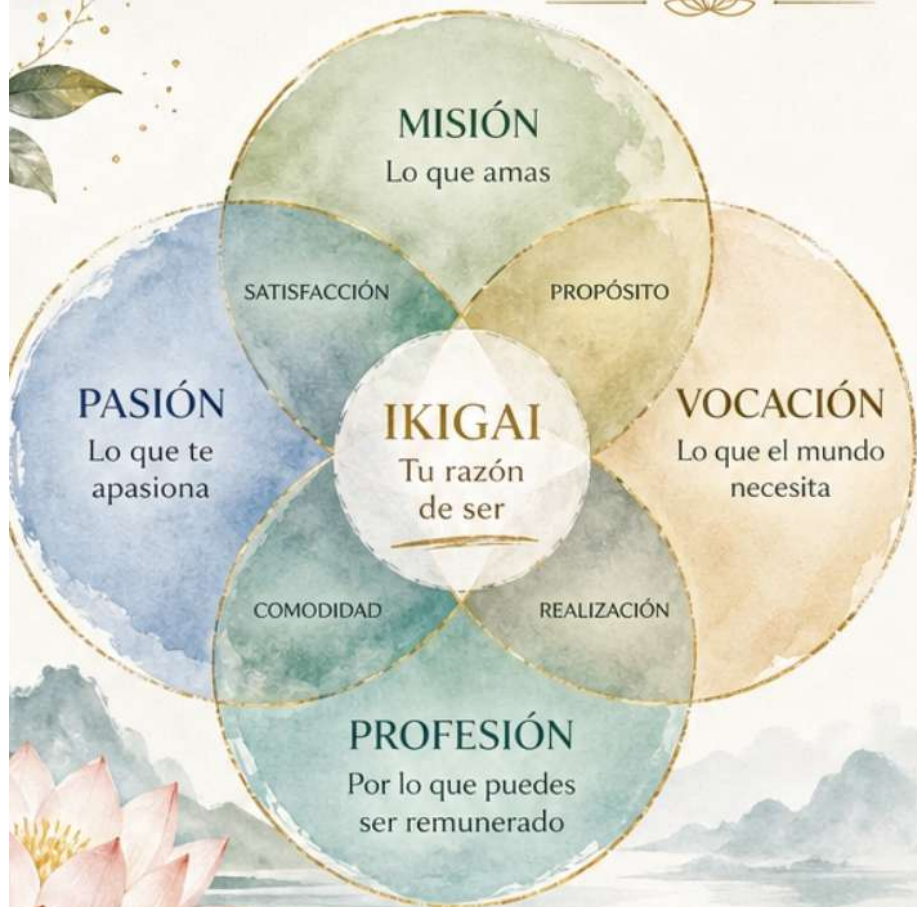 MISIÓN
Lo que amas
SATISFACCIÓN
PROPÓSITO
PASIÓN
Lo que te
apasiona
IKIGAI
Tu razón
de ser
VOCACIÓN
Lo que el mundo
necesita
COMODIDAD
REALIZACIÓN
PROFESIÓN
Por lo que puedes
ser remunerado